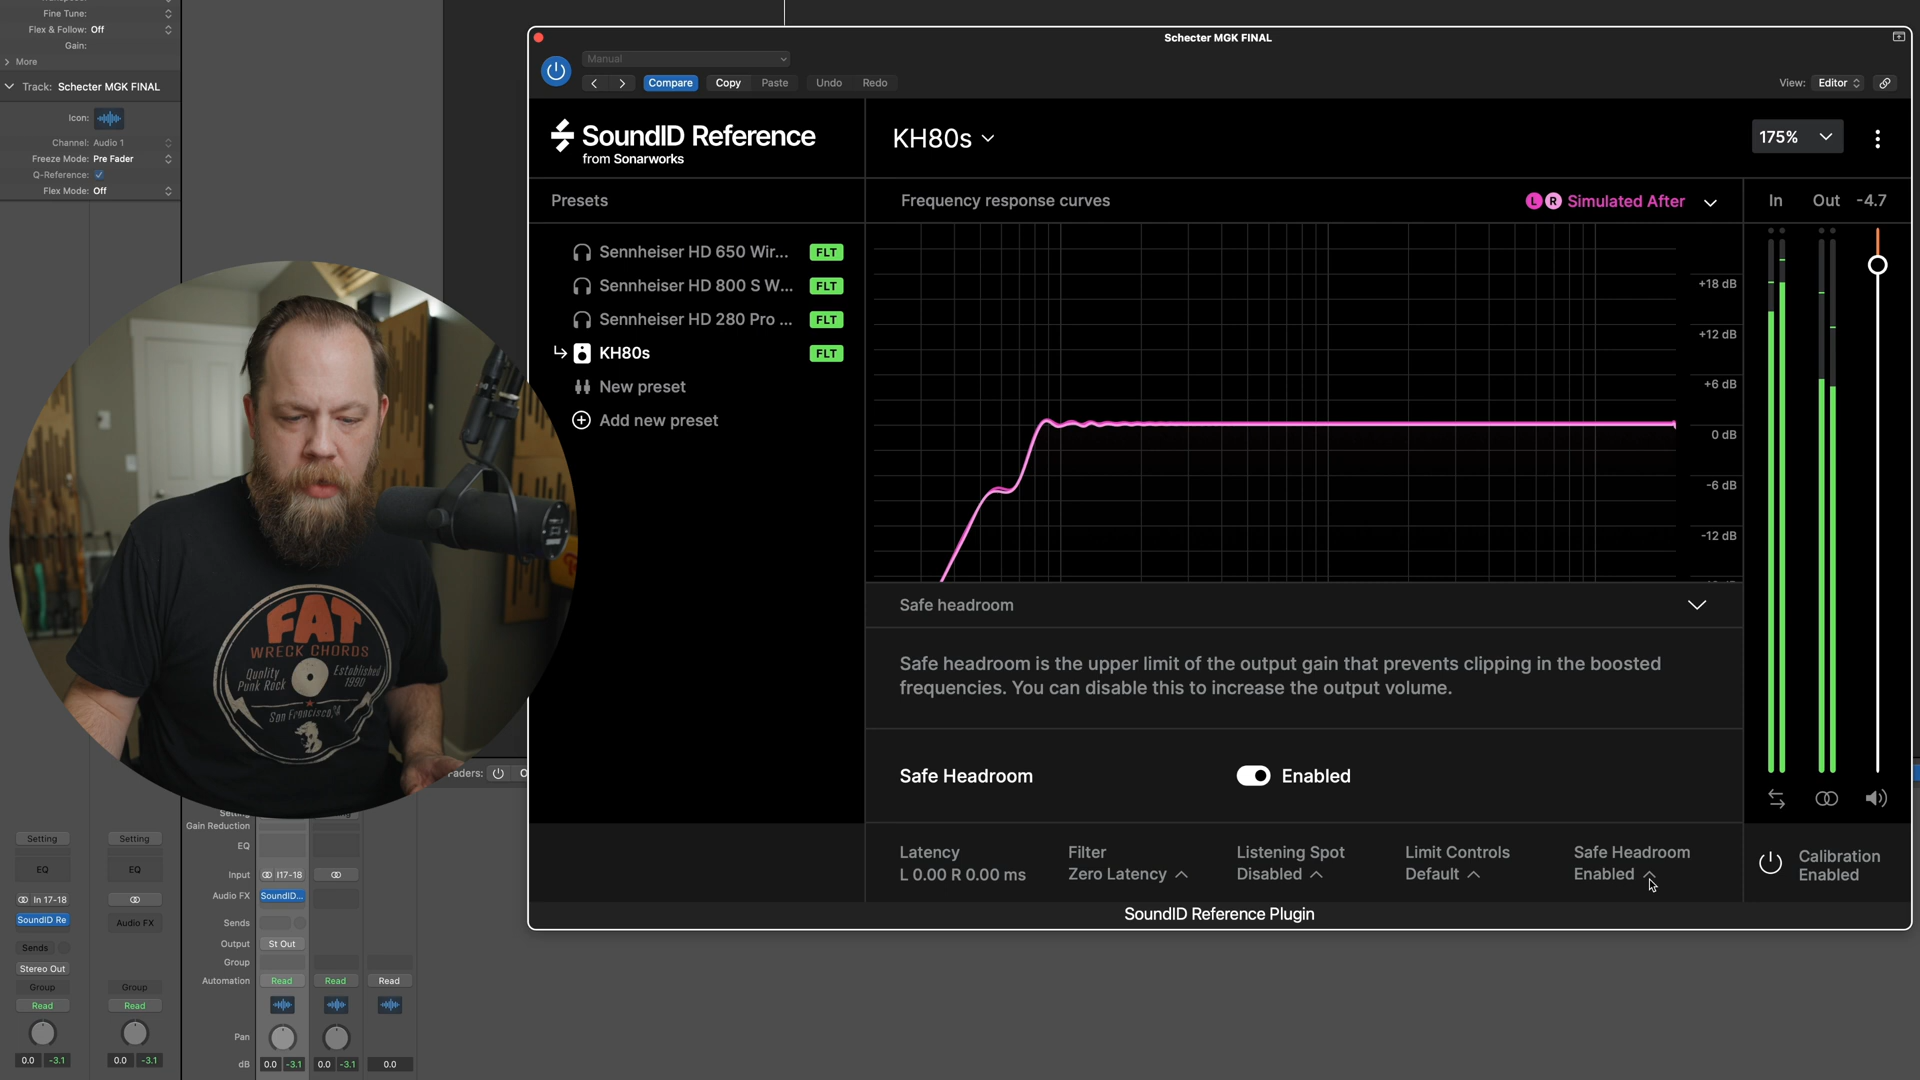 Fine Tune:
Flex & Follow: Off
Gain:
More
Track: Schecter MGK FINAL
Icon:
Channel: Audio 1
Freeze Mode: Pre Fader
Q-Reference:
Flex Mode: Off
Schecter MGK FINAL
Manual
Compare
Copy
Paste
Undo
Redo
View: Editor
SoundID Reference
from Sonarworks
KH80s
175%
Presets
Frequency response curves
L R Simulated After
In
Out
-4.7
Sennheiser HD 650 Wir... FLT
Sennheiser HD 800 S W... FLT
Sennheiser HD 280 Pro ... FLT
KH80s FLT
New preset
Add new preset
+18 dB
+12 dB
+6 dB
0 dB
-6 dB
-12 dB
Safe headroom
Safe headroom is the upper limit of the output gain that prevents clipping in the boosted
frequencies. You can disable this to increase the output volume.
Safe Headroom
Enabled
Latency
L 0.00 R 0.00 ms
Filter
Zero Latency
Listening Spot
Disabled
Limit Controls
Default
Safe Headroom
Enabled
Calibration
Enabled
SoundID Reference Plugin
FAT
WRECK CHORDS
Quality
Punk Rock
Established
1990
San Francisco,
aders:
Setting
Setting
EQ
EQ
In 17-18
SoundID Re
Audio FX
Sends
Stereo Out
Group
Group
Read
Read
0.0 -3.1
0.0 -3.1
Gain Reduction
EQ
Input I17-18
Audio FX SoundID...
Sends
Output St Out
Group
Automation Read Read Read
Pan
dB 0.0 -3.1 0.0 -3.1 0.0